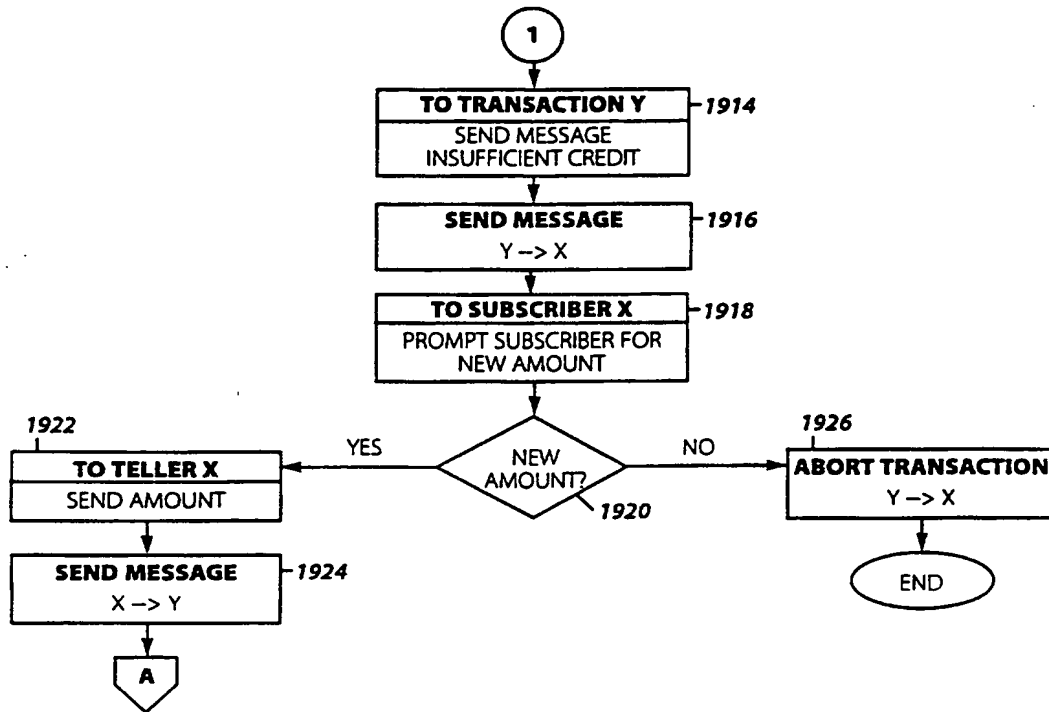 1
TO TRANSACTION Y
1914
SEND MESSAGE
INSUFFICIENT CREDIT
SEND MESSAGE
1916
Y —> X
TO SUBSCRIBER X
1918
PROMPT SUBSCRIBER FOR
NEW AMOUNT
NEW
AMOUNT?
1920
YES
NO
1922
TO TELLER X
SEND AMOUNT
SEND MESSAGE
1924
X —> Y
A
1926
ABORT TRANSACTION
Y —> X
END